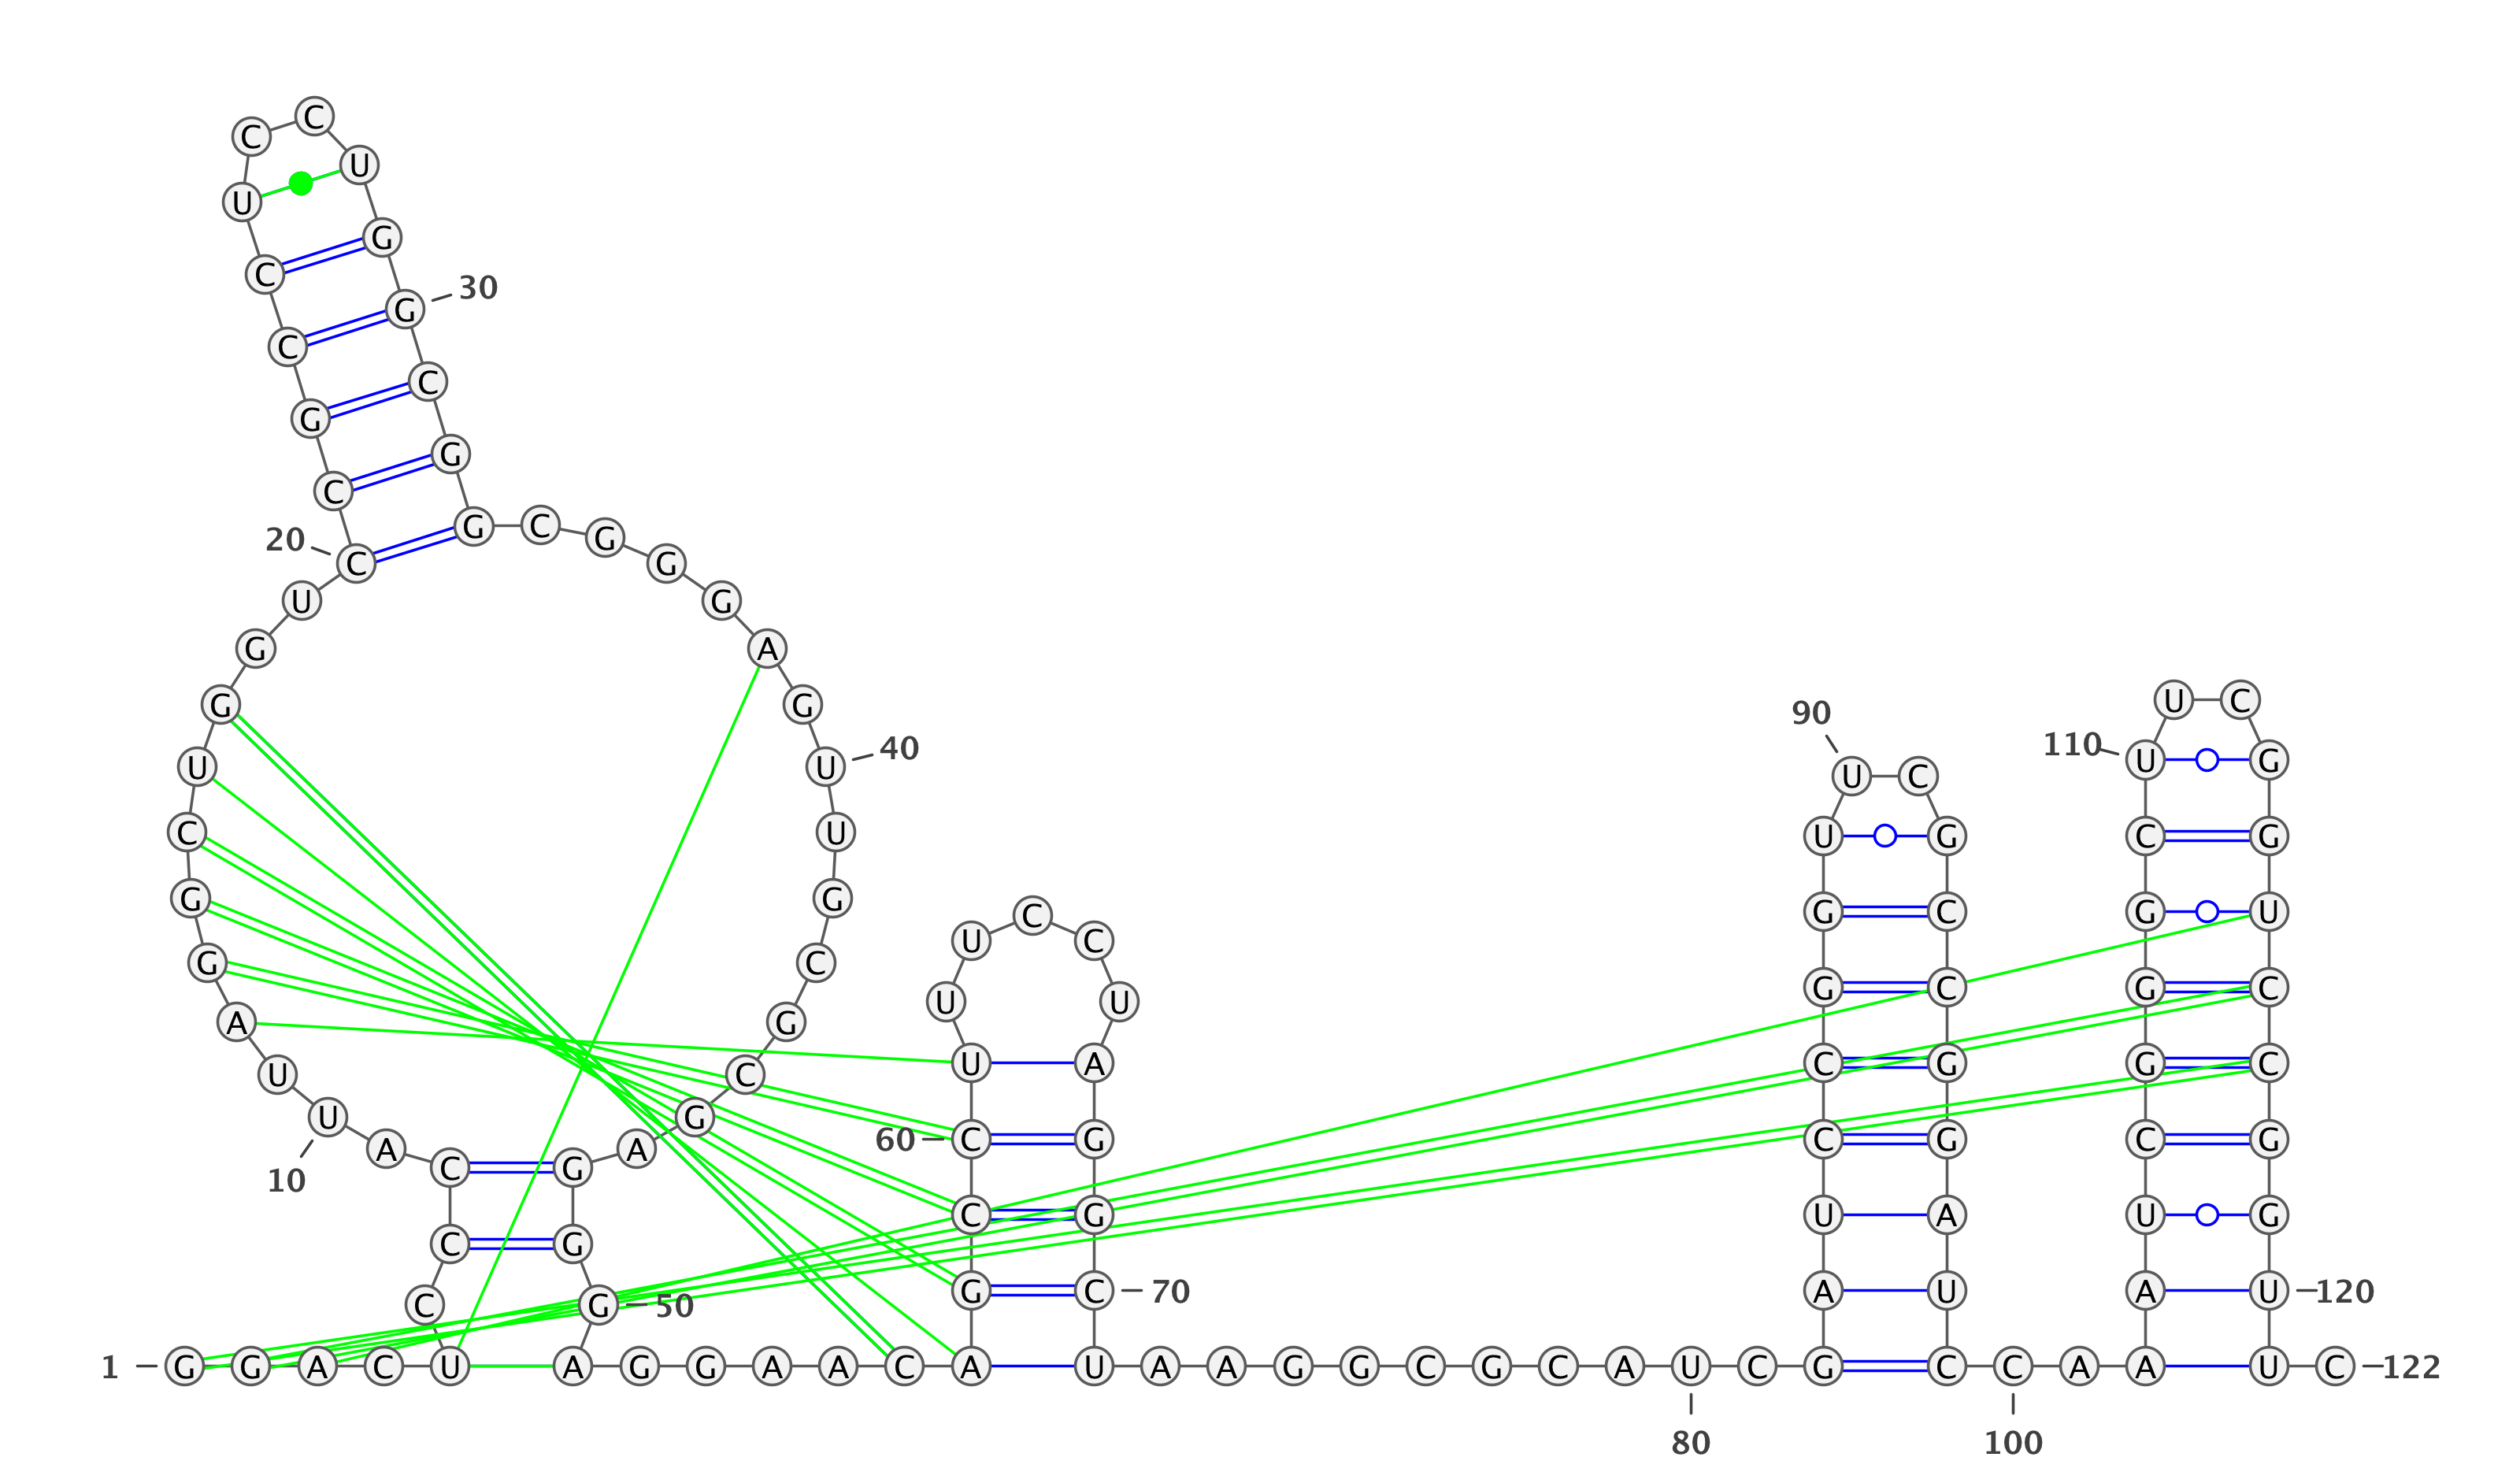 C
C
U
U
G
C
30
G
C
C
G
G
C
G C
20 G
C G
U G
G A
U C
G G
90
110
40
U U U G
U C
C U U G C G
G G C
G C G U
U C
G C
G C G C
U U
A G
U A C G G C
U C
U G
60 C G C G C G
A A
C G
10
C G U A U G
C G
G C 70 A U A U 120
C G 50
1 G G A C U A G G A A C A U A A G G C G C A U C G C C A A U C 122
80 100